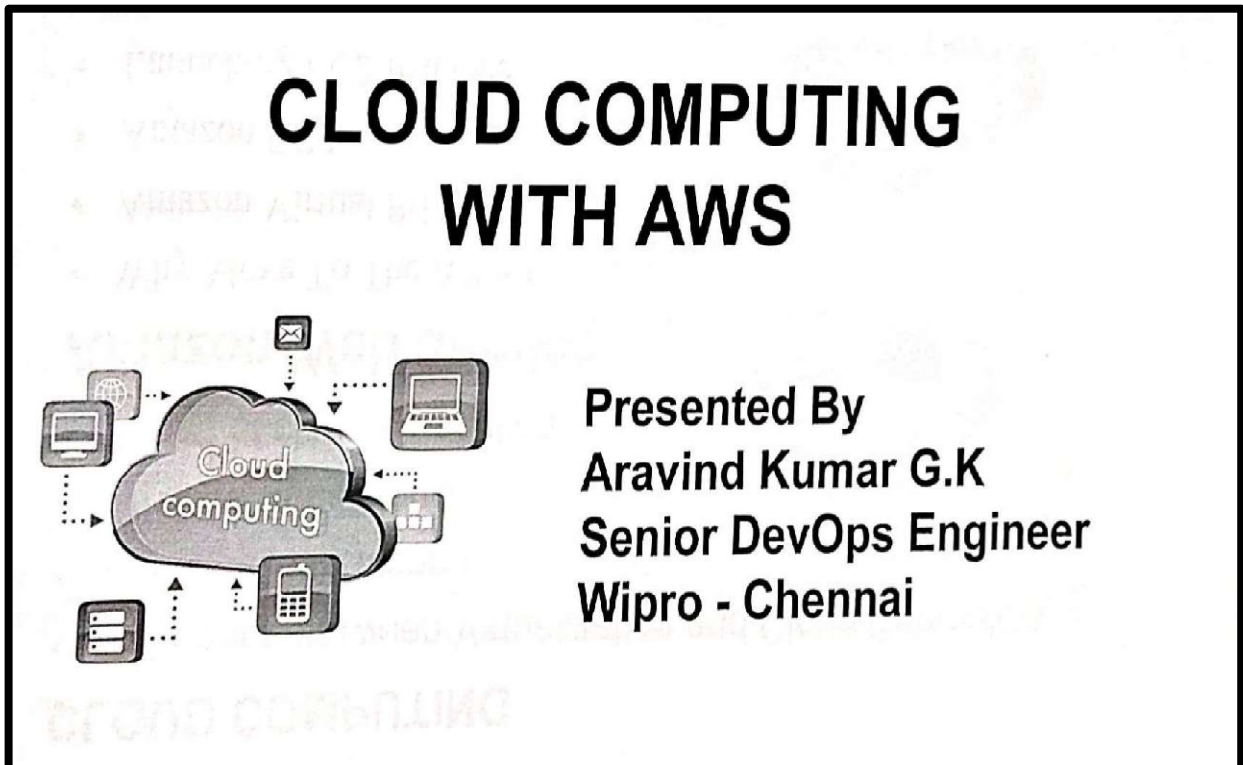 CLOUD COMPUTING
WITH AWS
Cloud
computing
Presented By
Aravind Kumar G.K
Senior DevOps Engineer
Wipro - Chennai